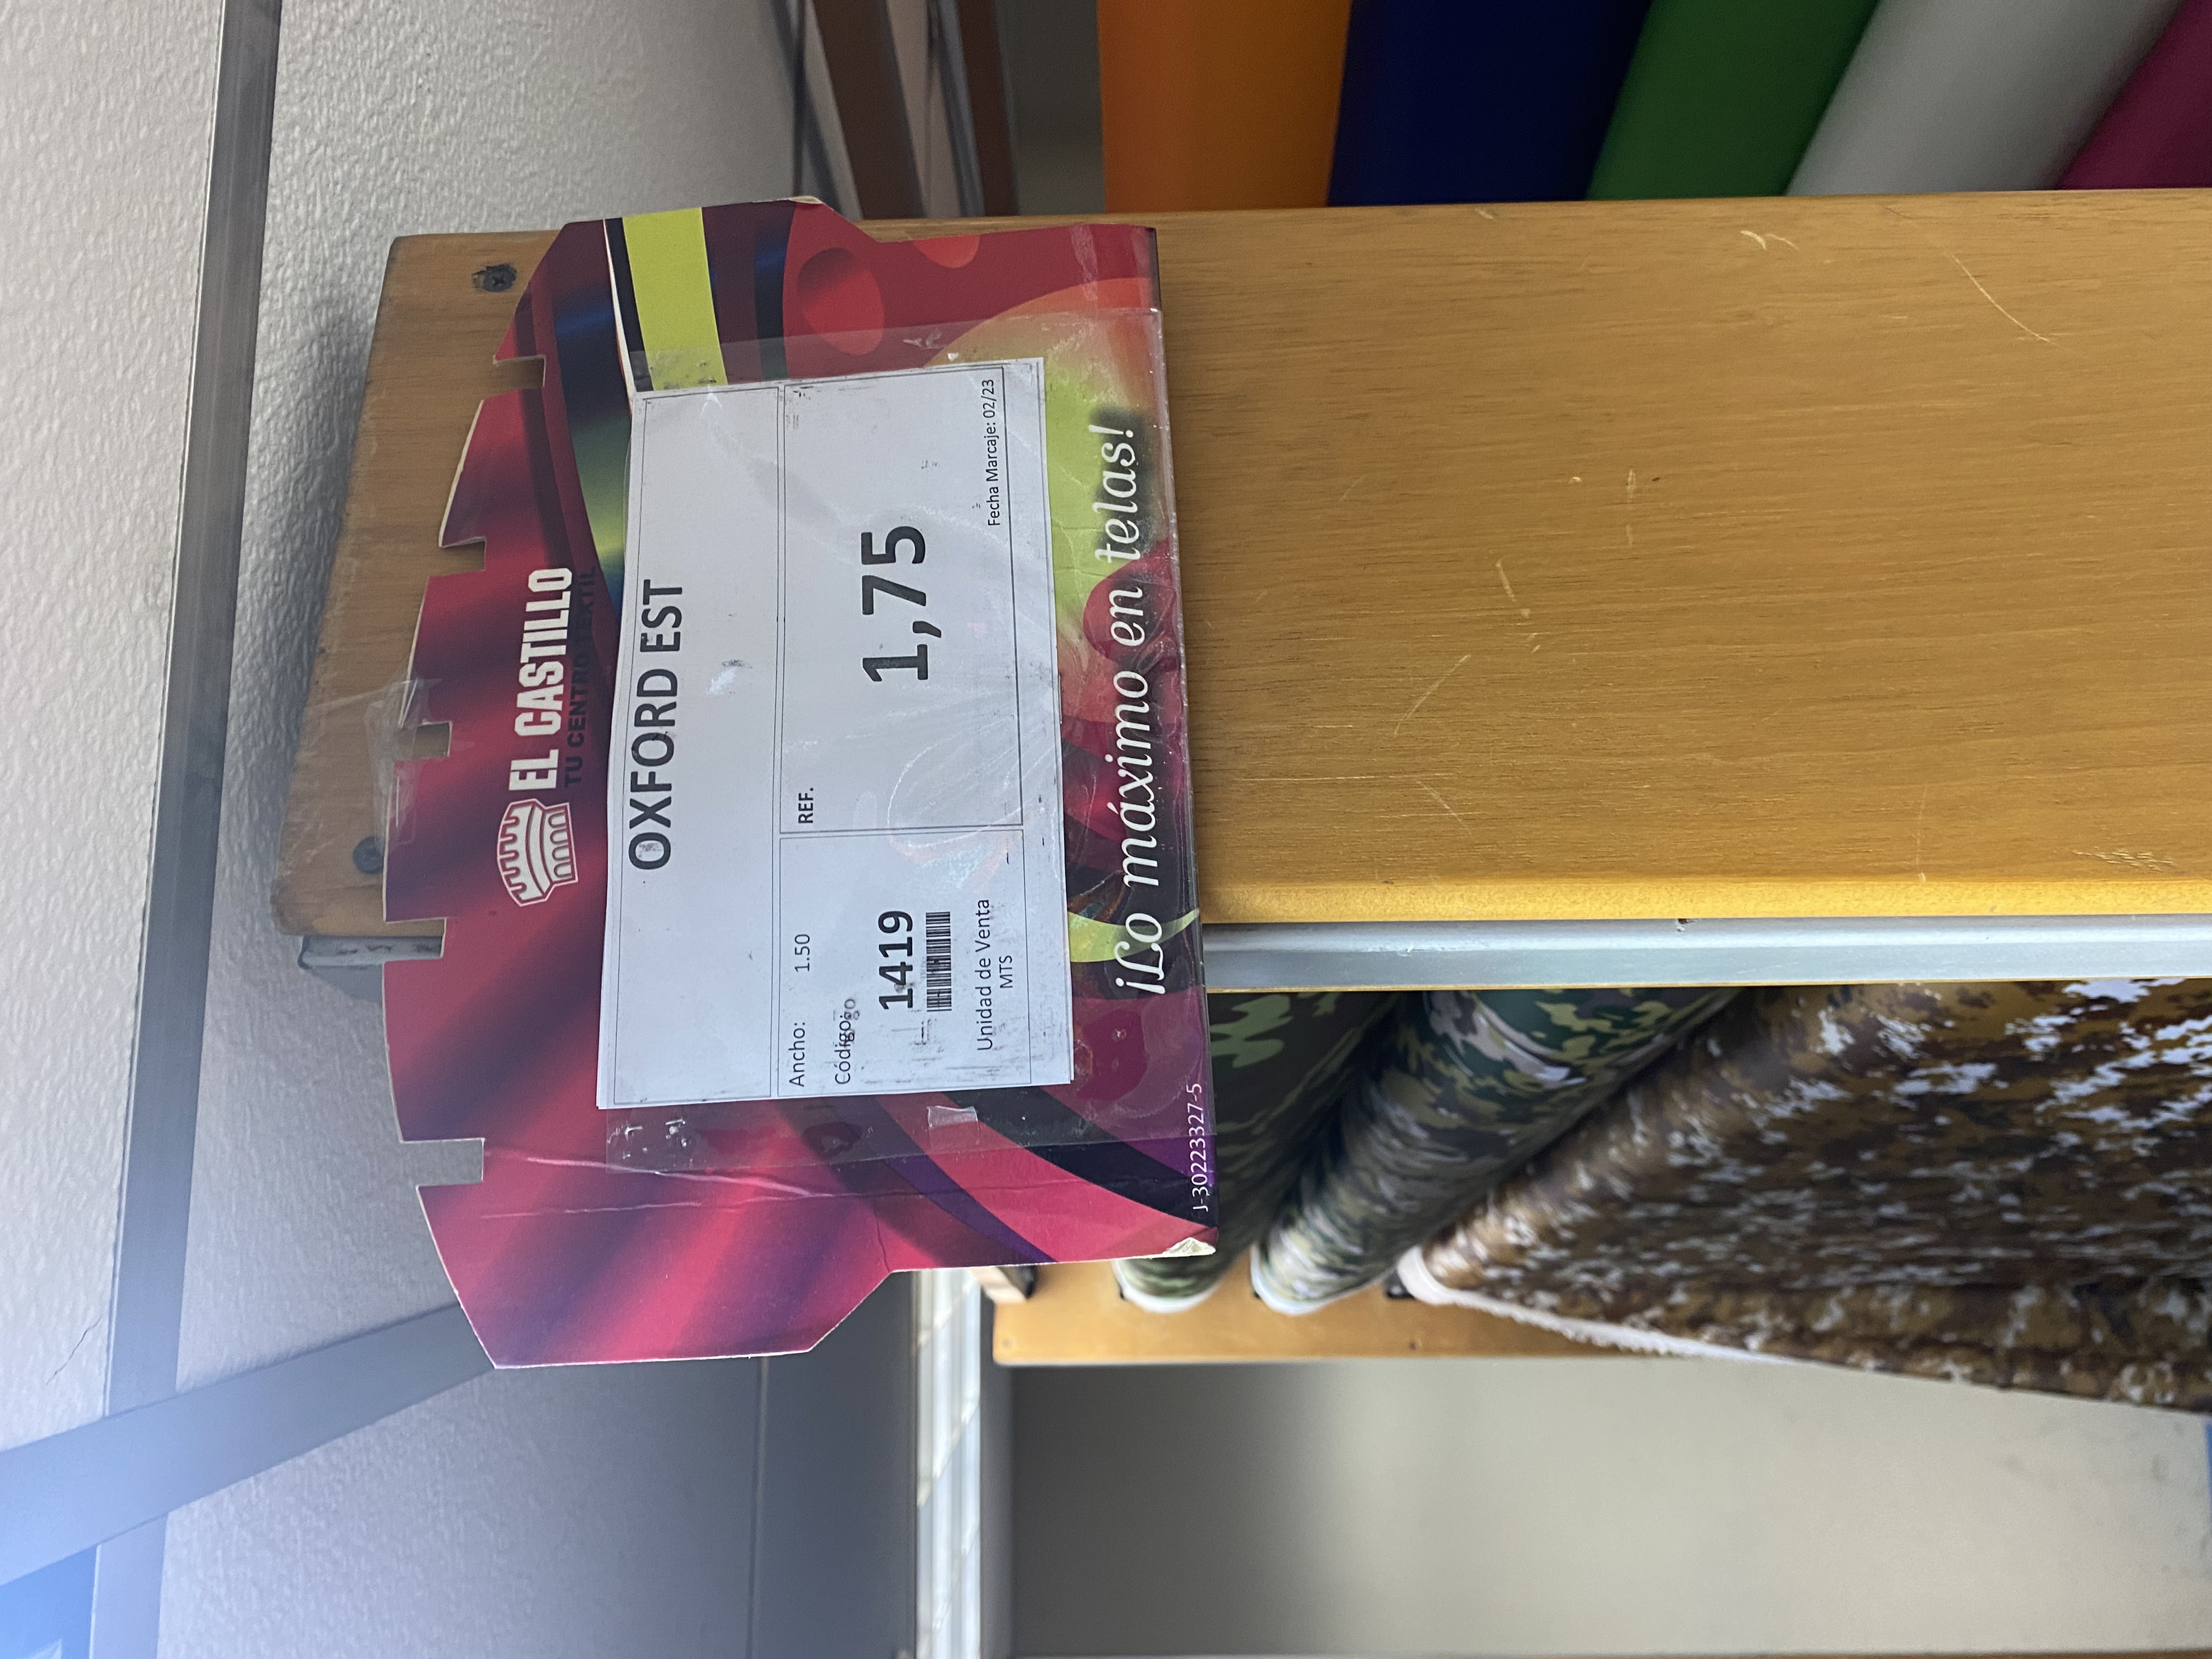 EL CASTILLO
TU CENTRO TEXTIL
OXFORD EST
Ancho: 1.50
Código:
1419
Unidad de Venta
MTS
REF.
1,75
Fecha Marcaje: 02/23
¡Lo máximo en telas!
J-30223327-5